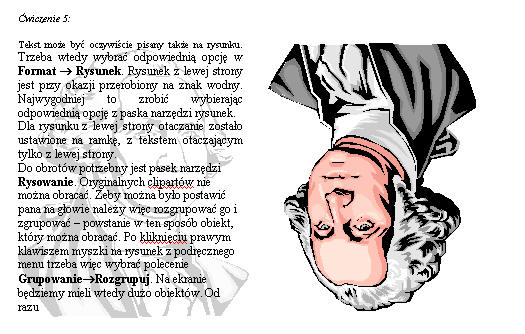 Ćwiczenie 5:
Tekst może być oczywiście pisany także na rysunku.
Trzeba wtedy wybrać odpowiednią opcję w
Format → Rysunek. Rysunek z lewej strony
jest przy okazji przerobiony na znak wodny.
Najwygodniej to zrobić wybierając
odpowiednią opcję z paska narzędzi rysunek.
Dla rysunku z lewej strony otaczanie zostało
ustawione na ramkę, z tekstem otaczającym
tylko z lewej strony.
Do obrotów potrzebny jest pasek narzędzi
Rysowanie. Oryginalnych clipartów nie
można obracać. Żeby można było postawić
pana na głowie należy więc rozgrupować go i
zgrupować – powstanie w ten sposób obiekt,
który można obracać. Po kliknięciu prawym
klawiszem myszki na rysunek z podręcznego
menu trzeba więc wybrać polecenie
Grupowanie→Rozgrupuj. Na ekranie
będziemy mieli wtedy dużo obiektów. Od
razu